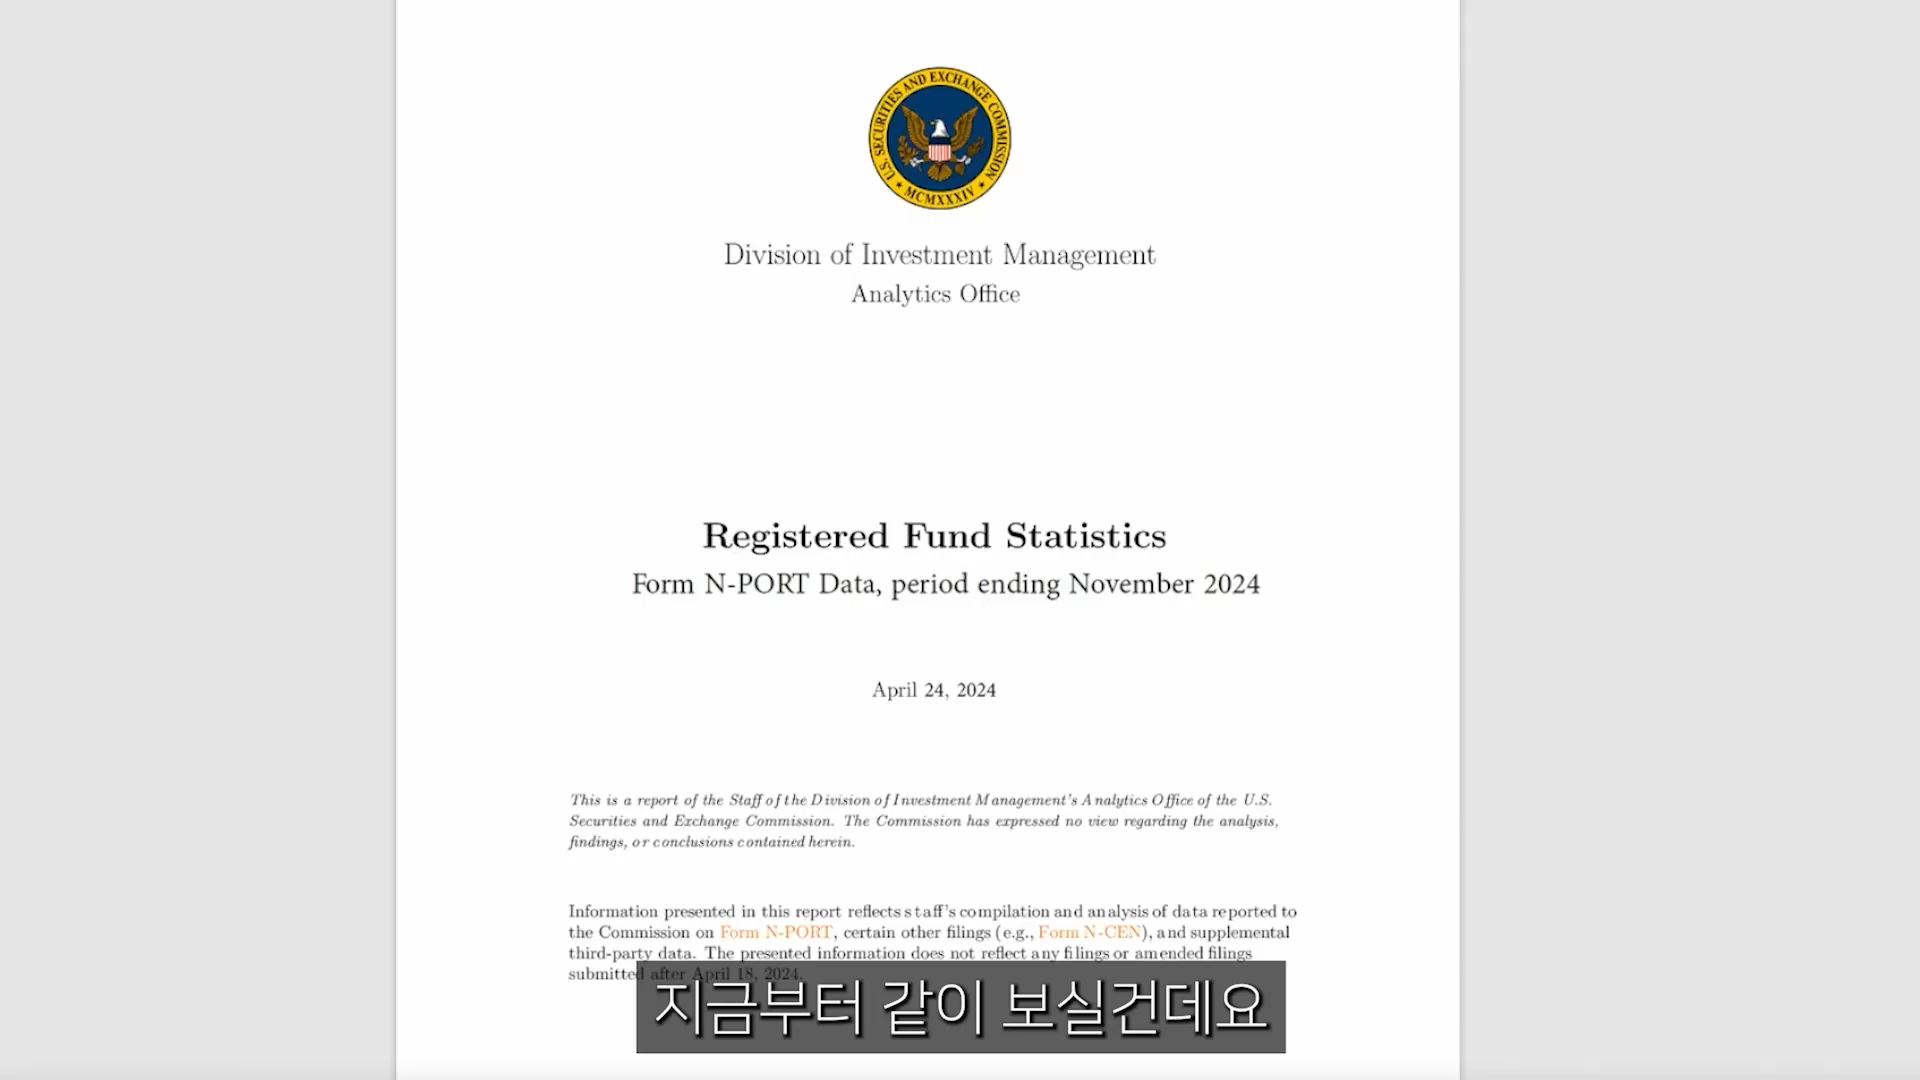 U.S. SECURITIES AND EXCHANGE COMMISSION
MCMXXXIV
Division of Investment Management
Analytics Office
Registered Fund Statistics
Form N-PORT Data, period ending November 2024
April 24, 2024
This is a report of the Staff of the Division of Investment Management's Analytics Office of the U.S.
Securities and Exchange Commission. The Commission has expressed no view regarding the analysis,
findings, or conclusions contained herein.
Information presented in this report reflects staff's compilation and analysis of data reported to
the Commission on Form N-PORT, certain other filings (e.g., Form N-CEN), and supplemental
third-party data. The presented information does not reflect any filings or amended filings
submitted after April 18, 2024.
지금부터 같이 보실건데요